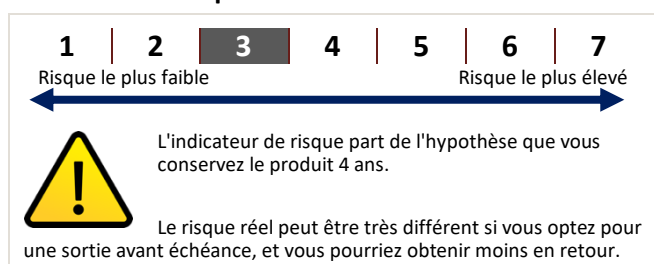 1 2 3 4 5 6 7
Risque le plus faible Risque le plus élevé
L'indicateur de risque part de l'hypothèse que vous
conservez le produit 4 ans.
Le risque réel peut être très différent si vous optez pour
une sortie avant échéance, et vous pourriez obtenir moins en retour.